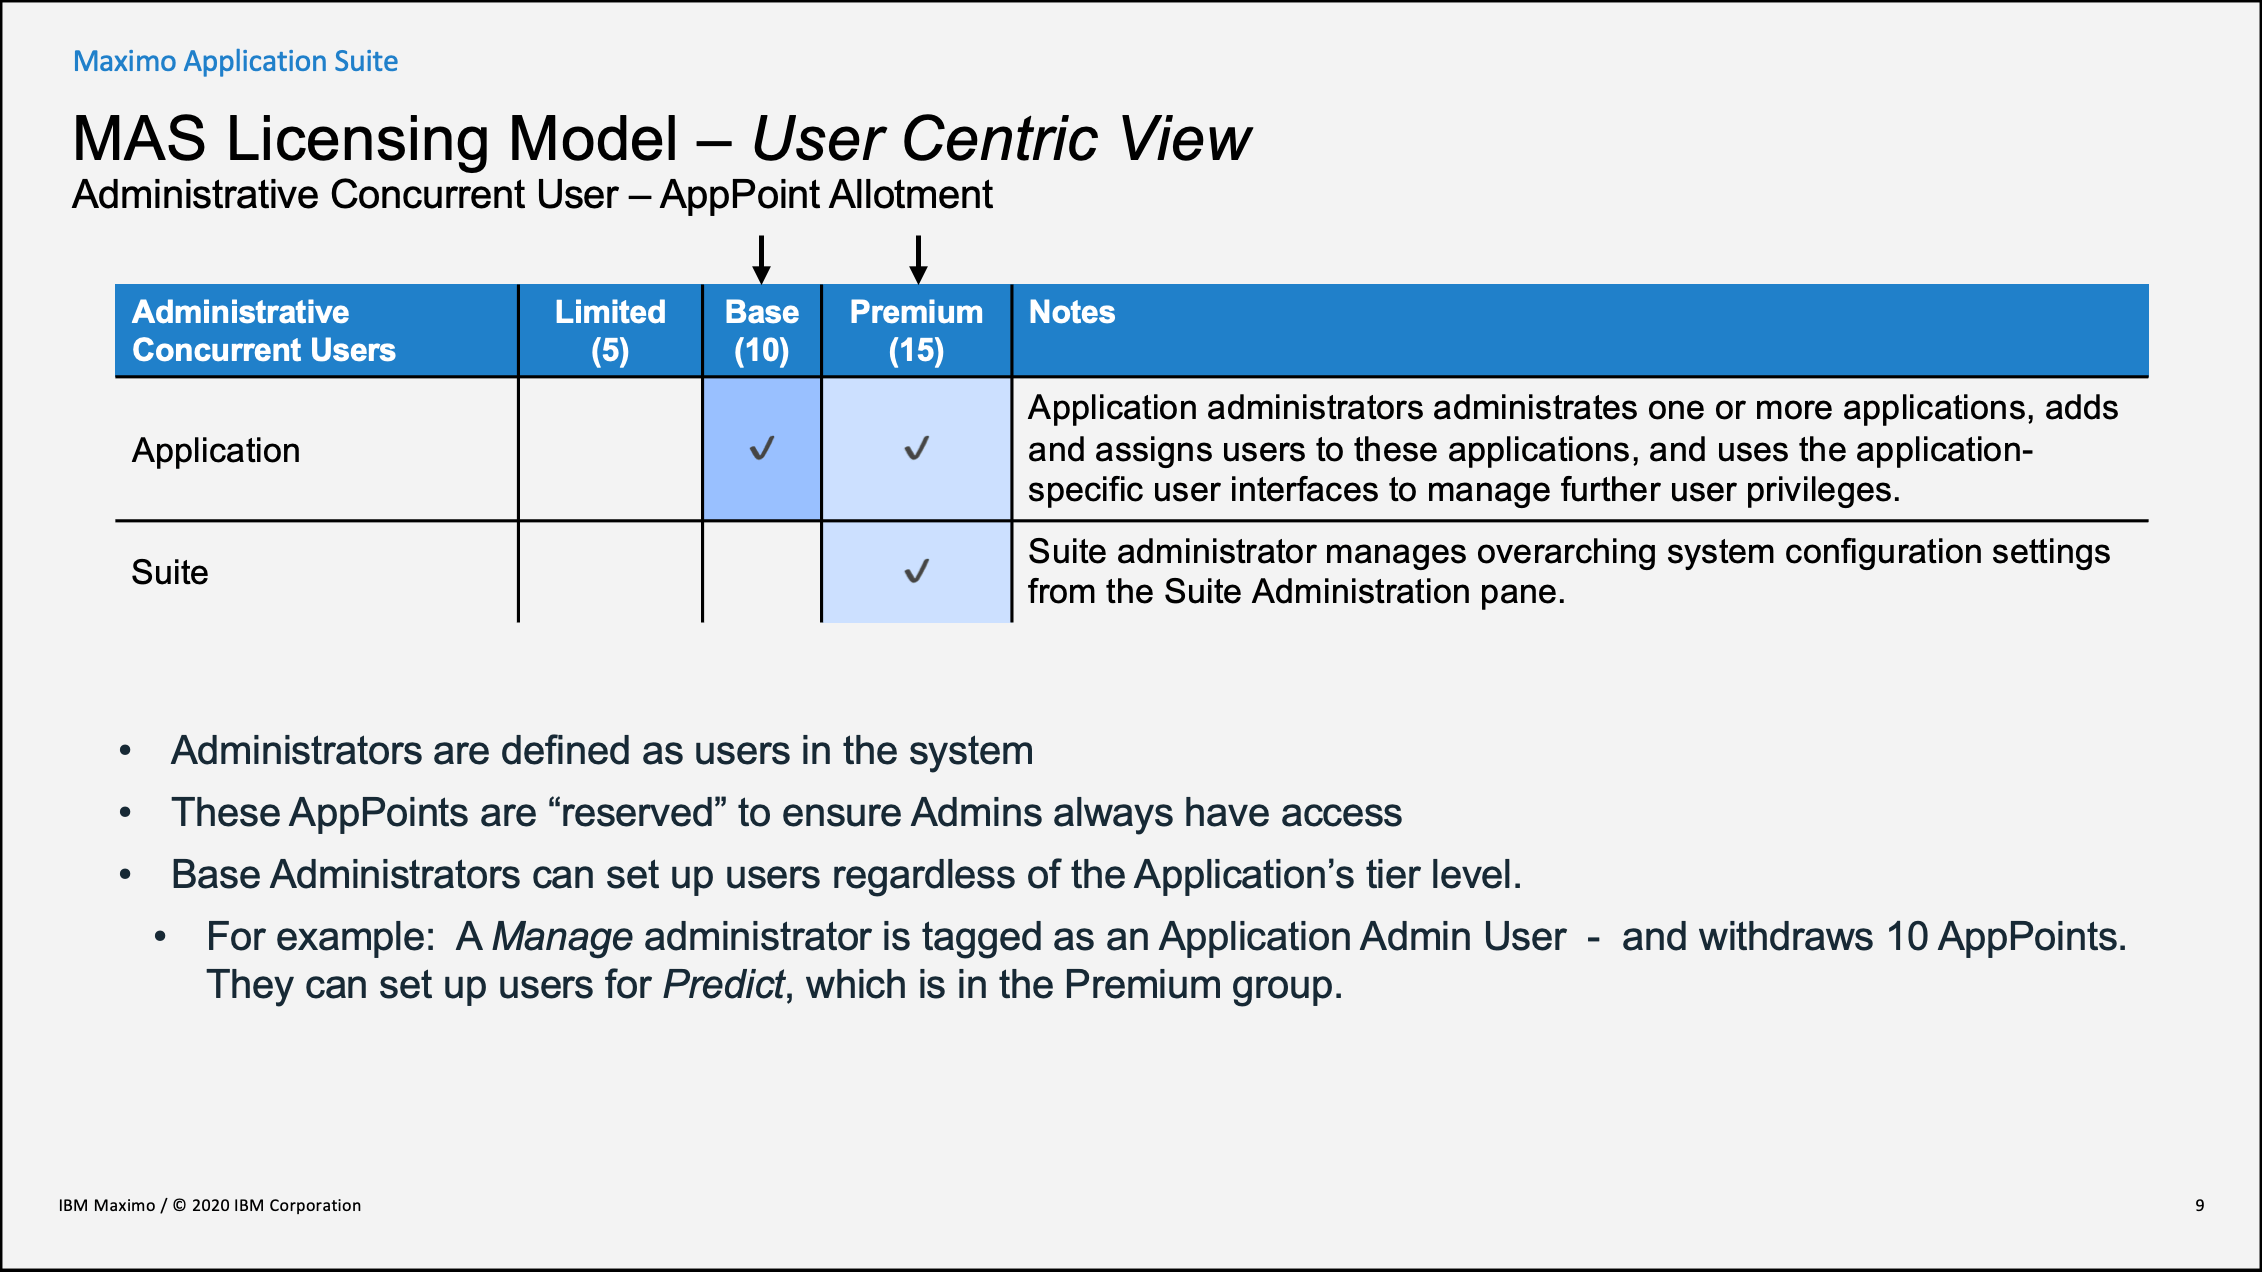 Maximo Application Suite
MAS Licensing Model – User Centric View
Administrative Concurrent User – AppPoint Allotment
Administrative
Concurrent Users
Limited
(5)
Base
(10)
Premium
(15)
Notes
Application
✓
✓
Application administrators administrates one or more applications, adds
and assigns users to these applications, and uses the application-
specific user interfaces to manage further user privileges.
Suite
✓
Suite administrator manages overarching system configuration settings
from the Suite Administration pane.
• Administrators are defined as users in the system
• These AppPoints are “reserved” to ensure Admins always have access
• Base Administrators can set up users regardless of the Application’s tier level.
• For example:  A Manage administrator is tagged as an Application Admin User  -  and withdraws 10 AppPoints.
They can set up users for Predict, which is in the Premium group.
IBM Maximo / © 2020 IBM Corporation
9